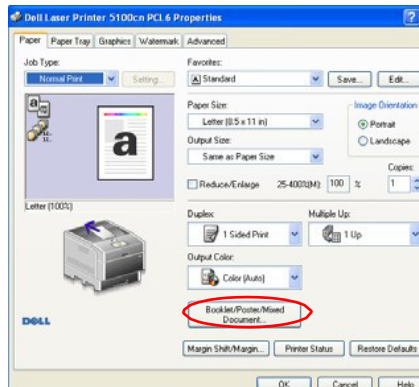 Dell Laser Printer 5100cn PCL 6 Properties
?
Paper Paper Tray Graphics Watermark Advanced
Job Type: Favorites:
Normal Print Setting... Standard Save... Edit...
Paper Size: Image Orientation
Letter (8.5 x 11 in) Portrait
Output Size: Landscape
a
Same as Paper Size
Copies:
Reduce/Enlarge 25-400%(M): 100 % 1
Letter (100%)
Duplex: Multiple Up:
1 Sided Print 1 Up
Output Color:
Color (Auto)
DELL
Booklet/Poster/Mixed
Document...
Margin Shift/Margin... Printer Status Restore Defaults
OK Cancel Help